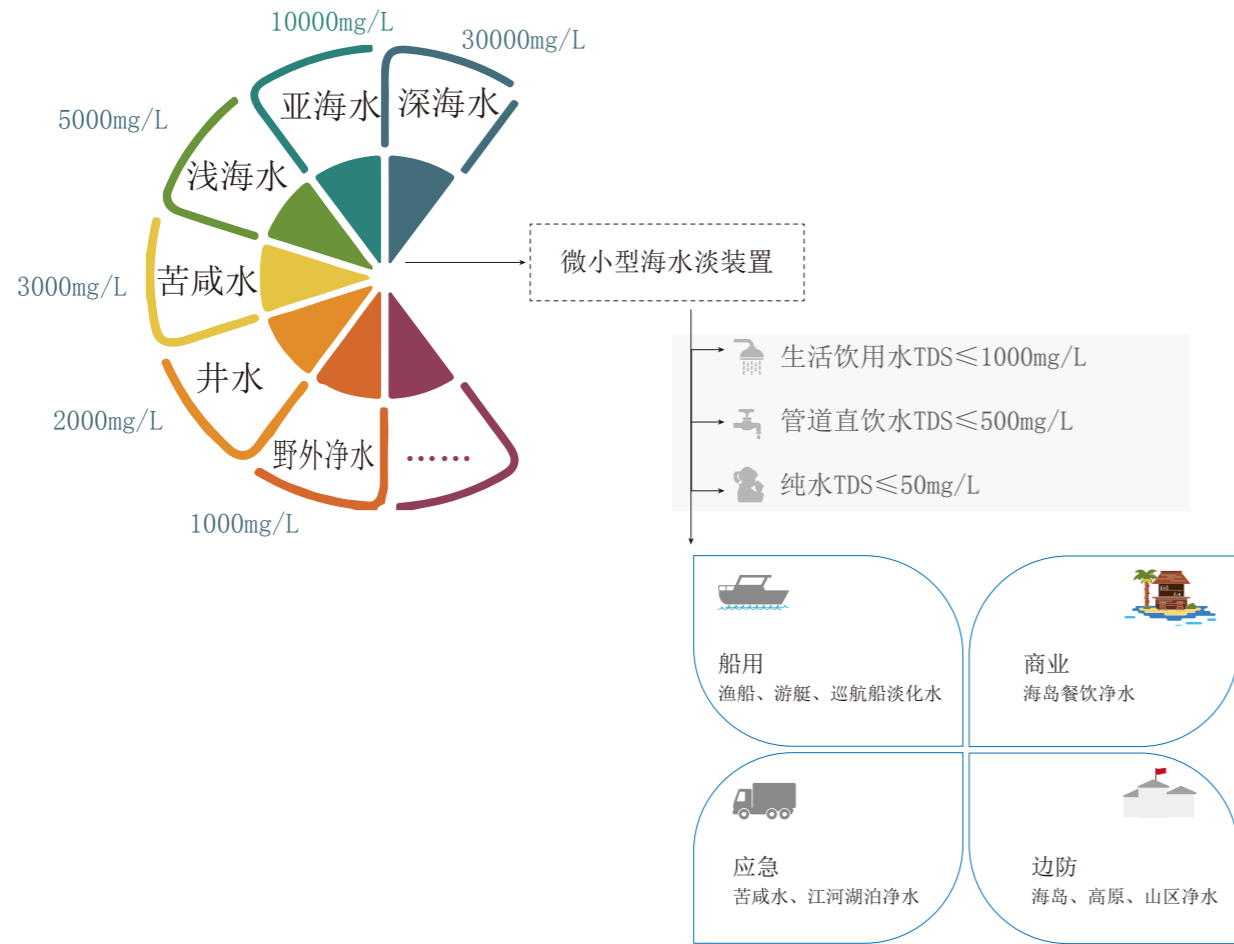 10000mg/L
30000mg/L
亚海水
深海水
5000mg/L
浅海水
3000mg/L
苦咸水
微小型海水淡装置
井水
2000mg/L
野外净水
......
1000mg/L
生活饮用水TDS≤1000mg/L
管道直饮水TDS≤500mg/L
纯水TDS≤50mg/L
船用
渔船、游艇、巡航船淡化水
商业
海岛餐饮净水
应急
苦咸水、江河湖泊净水
边防
海岛、高原、山区净水